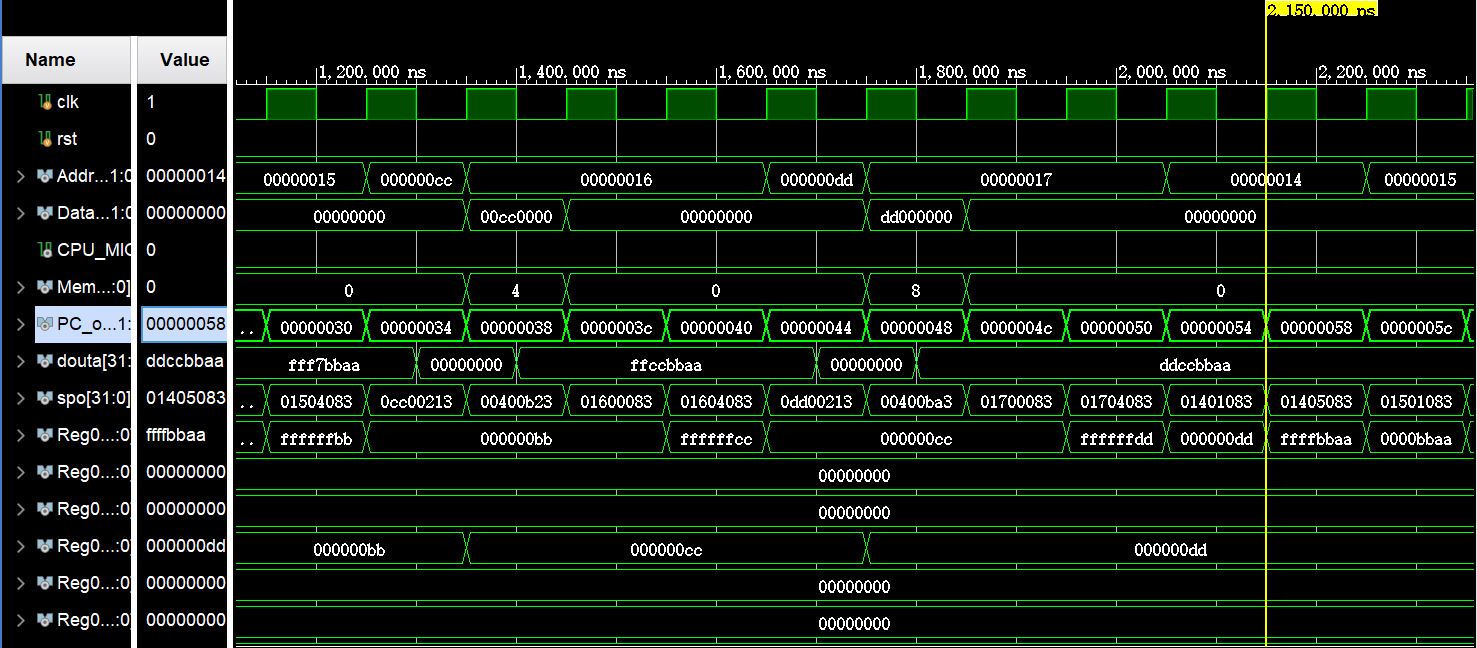 2,150.000 ns
1,200.000 ns 1,400.000 ns 1,600.000 ns 1,800.000 ns 2,000.000 ns 2,200.000 ns
Name Value
clk 1
rst 0
Addr...1:0 00000014 00000015 000000cc 00000016 000000dd 00000017 00000014 00000015
Data...1:0 00000000 00000000 00cc0000 00000000 dd000000 00000000
CPU_MIO 0
Mem...:0] 0 0 4 0 8 0
PC_o...1: 00000058 .. 00000030 00000034 00000038 0000003c 00000040 00000044 00000048 0000004c 00000050 00000054 00000058 0000005c
douta[31: ddccbbaa fff7bbaa 00000000 ffccbbaa 00000000 ddccbbaa
spo[31:0] 01405083 .. 01504083 0cc00213 00400b23 01600083 01604083 0dd00213 00400ba3 01700083 01704083 01401083 01405083 01501083
Reg0...:0] ffffbbaa .. ffffffbb 000000bb ffffffcc 000000cc ffffffdd 000000dd ffffbbaa 0000bbaa
Reg0...:0] 00000000 00000000
Reg0...:0] 00000000 00000000
Reg0...:0] 000000dd 000000bb 000000cc 000000dd
Reg0...:0] 00000000 00000000
Reg0...:0] 00000000 00000000